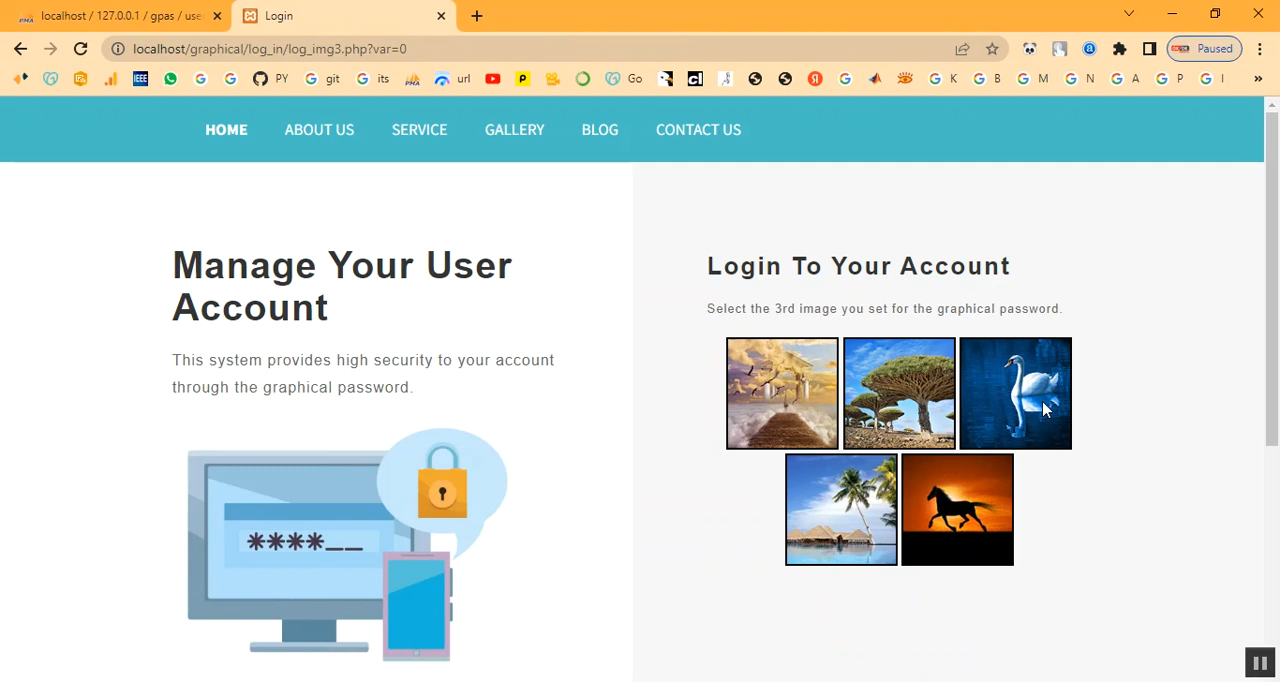 localhost / 127.0.0.1 / gpas / use
Login
localhost/graphical/log_in/log_img3.php?var=0
Paused
IEEE
PY
git
its
PMA
url
Go
K
B
M
N
A
P
I
HOME
ABOUT US
SERVICE
GALLERY
BLOG
CONTACT US
Manage Your User
Account
This system provides high security to your account
through the graphical password.
Login To Your Account
Select the 3rd image you set for the graphical password.